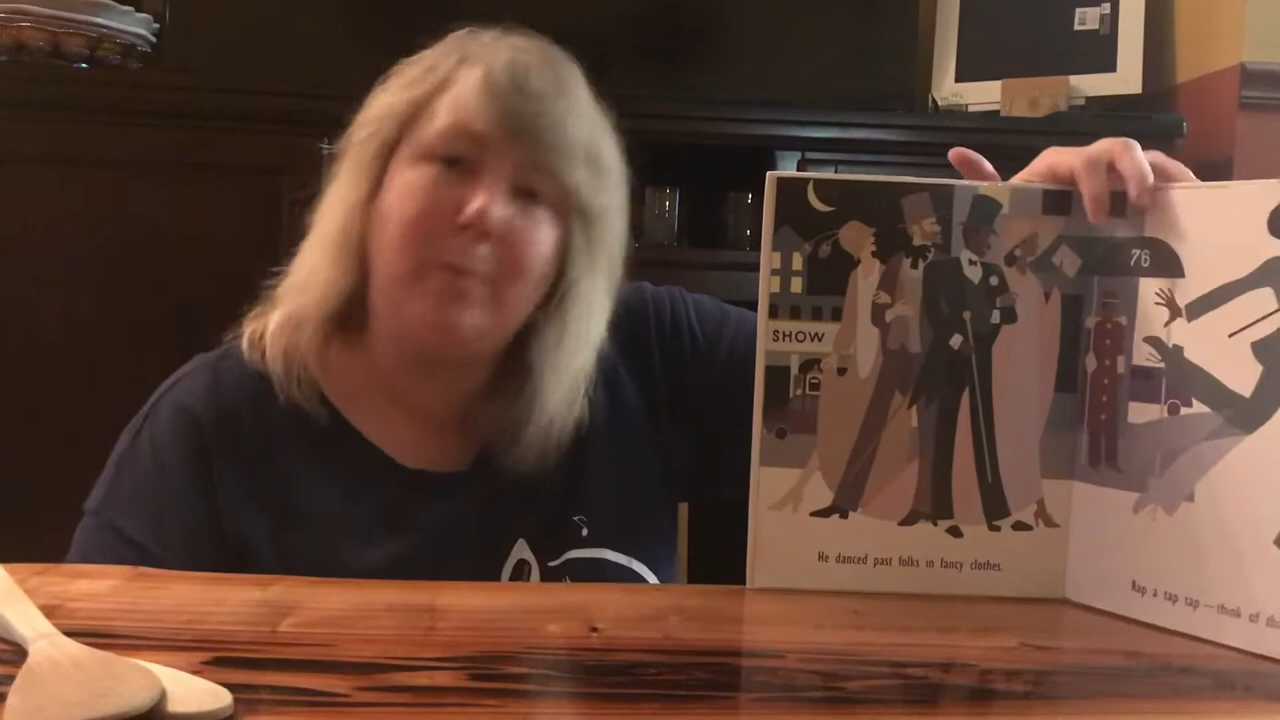 SHOW
76
He danced past folks in fancy clothes.
Rap a tap tap—think of